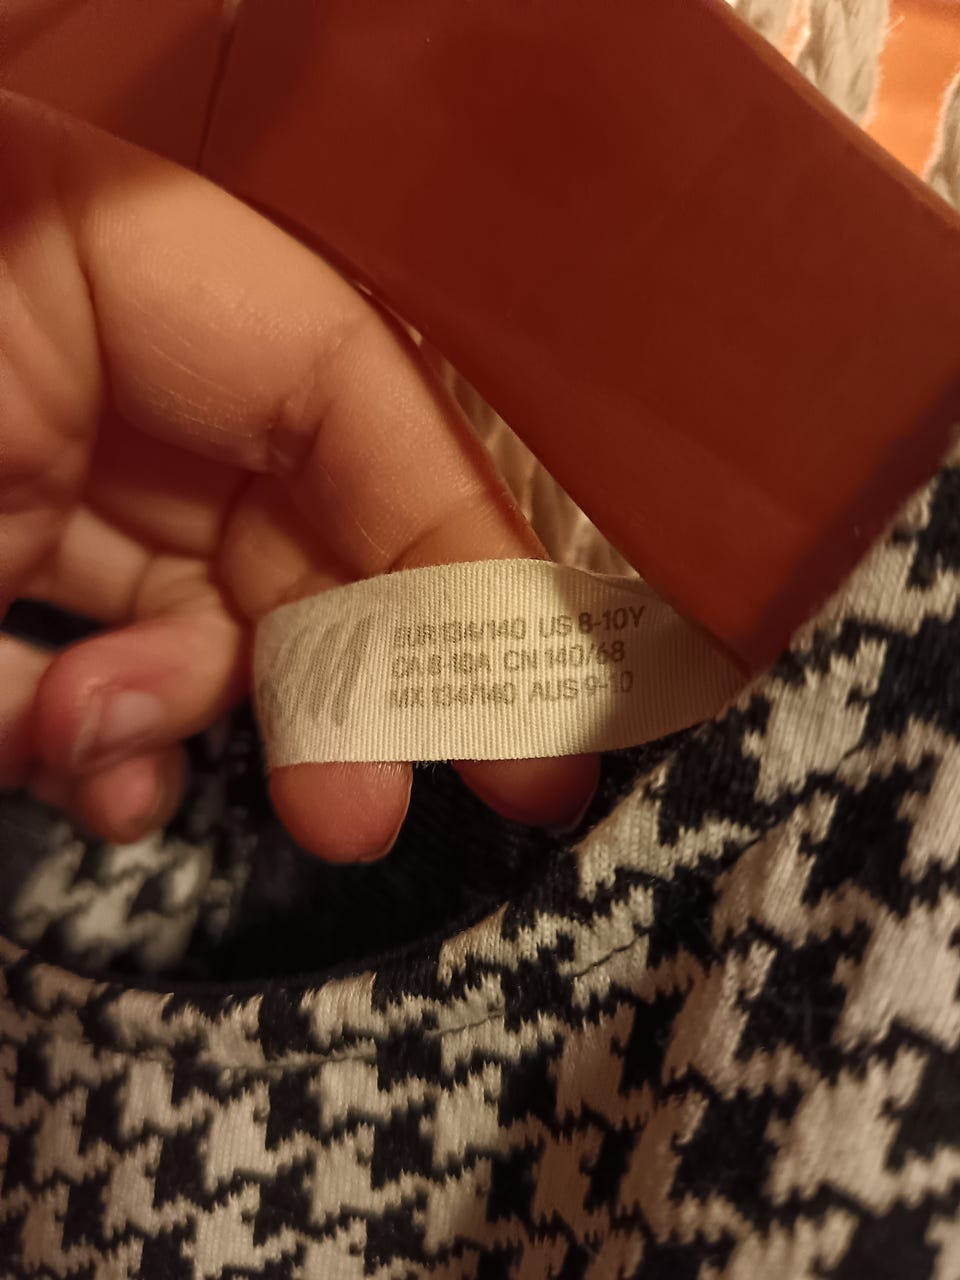 EUR 134/140 US 8-10Y
CA 8-10A CN 140/68
MX 134/140 AUS 9-10